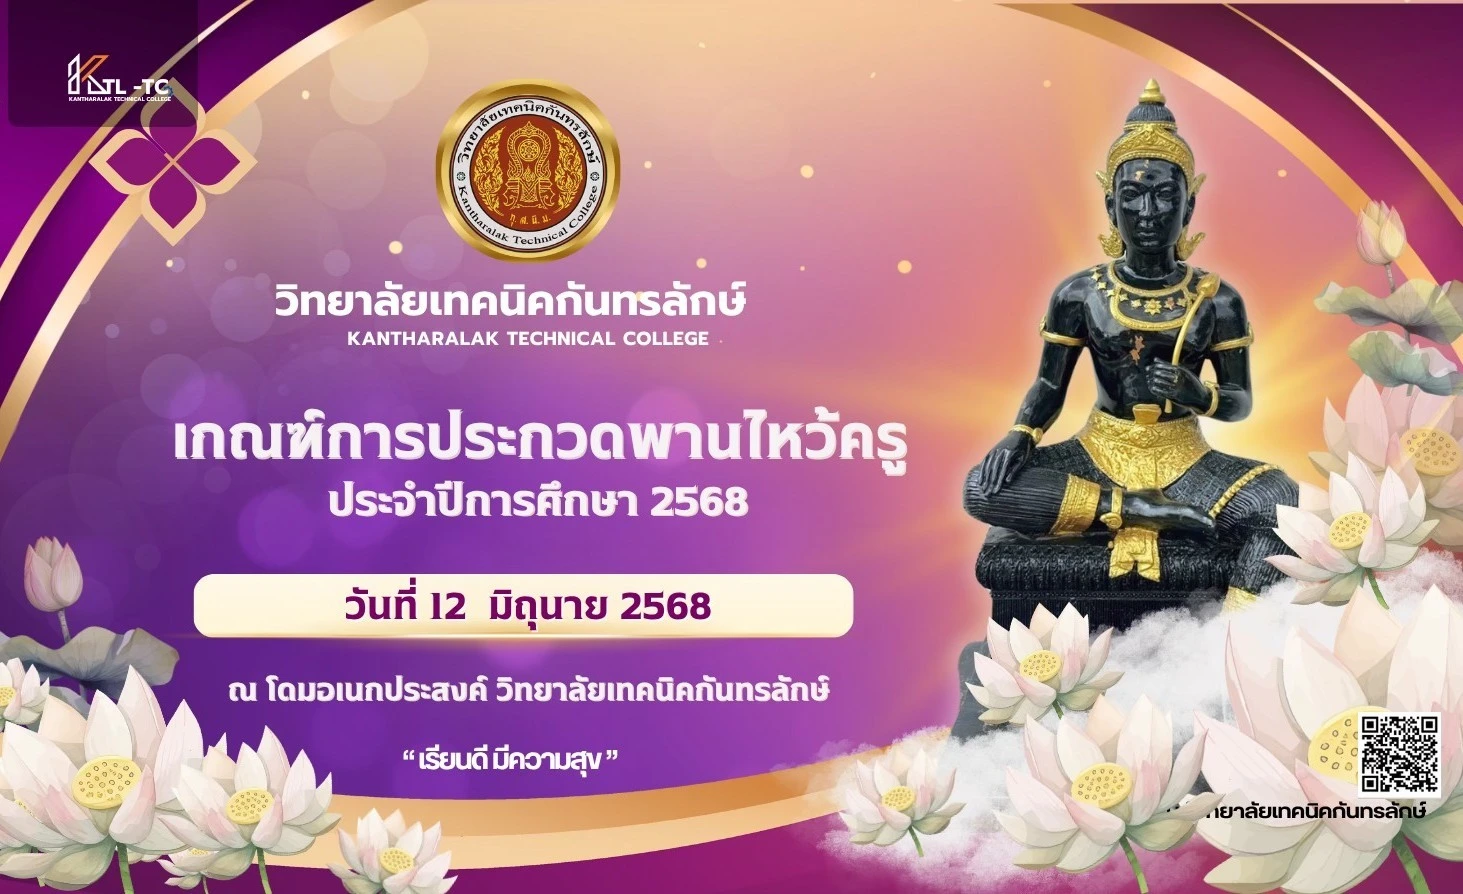 KTL -TC
KANTHARALAK TECHNICAL COLLEGE
วิทยาลัยเทคนิคกันทรลักษ์
ทุ. ส. นิ. ม.
Kantharalak Technical College
วิทยาลัยเทคนิคกันทรลักษ์
KANTHARALAK TECHNICAL COLLEGE
เกณฑ์การประกวดพานไหว้ครู
ประจำปีการศึกษา 2568
วันที่ 12 มิถุนาย 2568
ณ โดมอเนกประสงค์ วิทยาลัยเทคนิคกันทรลักษ์
“ เรียนดี มีความสุข ”
วิทยาลัยเทคนิคกันทรลักษ์